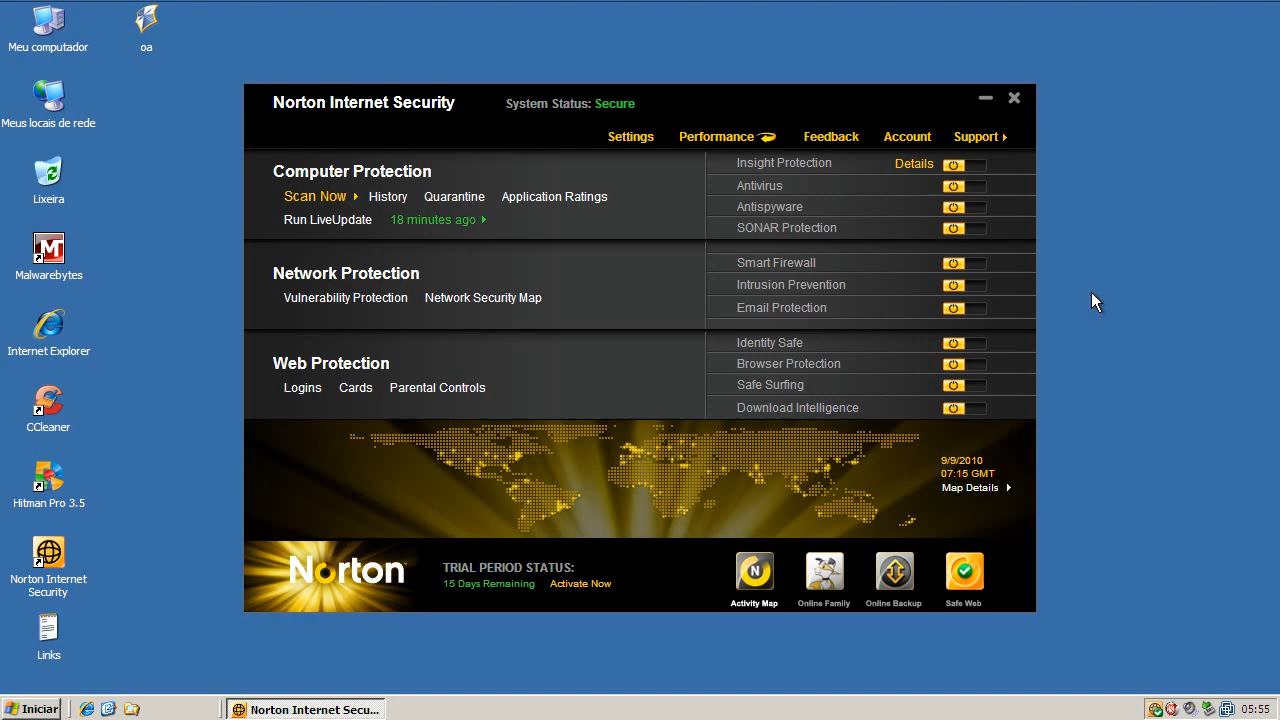 Meu computador
oa
Meus locais de rede
Lixeira
Malwarebytes
Internet Explorer
CCleaner
Hitman Pro 3.5
Norton Internet
Security
Links
Norton Internet Security
System Status: Secure
Settings
Performance
Feedback
Account
Support
Computer Protection
Scan Now
History
Quarantine
Application Ratings
Run LiveUpdate
18 minutes ago
Insight Protection
Details
Antivirus
Antispyware
SONAR Protection
Network Protection
Vulnerability Protection
Network Security Map
Smart Firewall
Intrusion Prevention
Email Protection
Web Protection
Logins
Cards
Parental Controls
Identity Safe
Browser Protection
Safe Surfing
Download Intelligence
9/9/2010
07:15 GMT
Map Details
Norton
TRIAL PERIOD STATUS:
15 Days Remaining
Activate Now
N
Activity Map
Online Family
Online Backup
Safe Web
Iniciar
Norton Internet Secu...
05:55